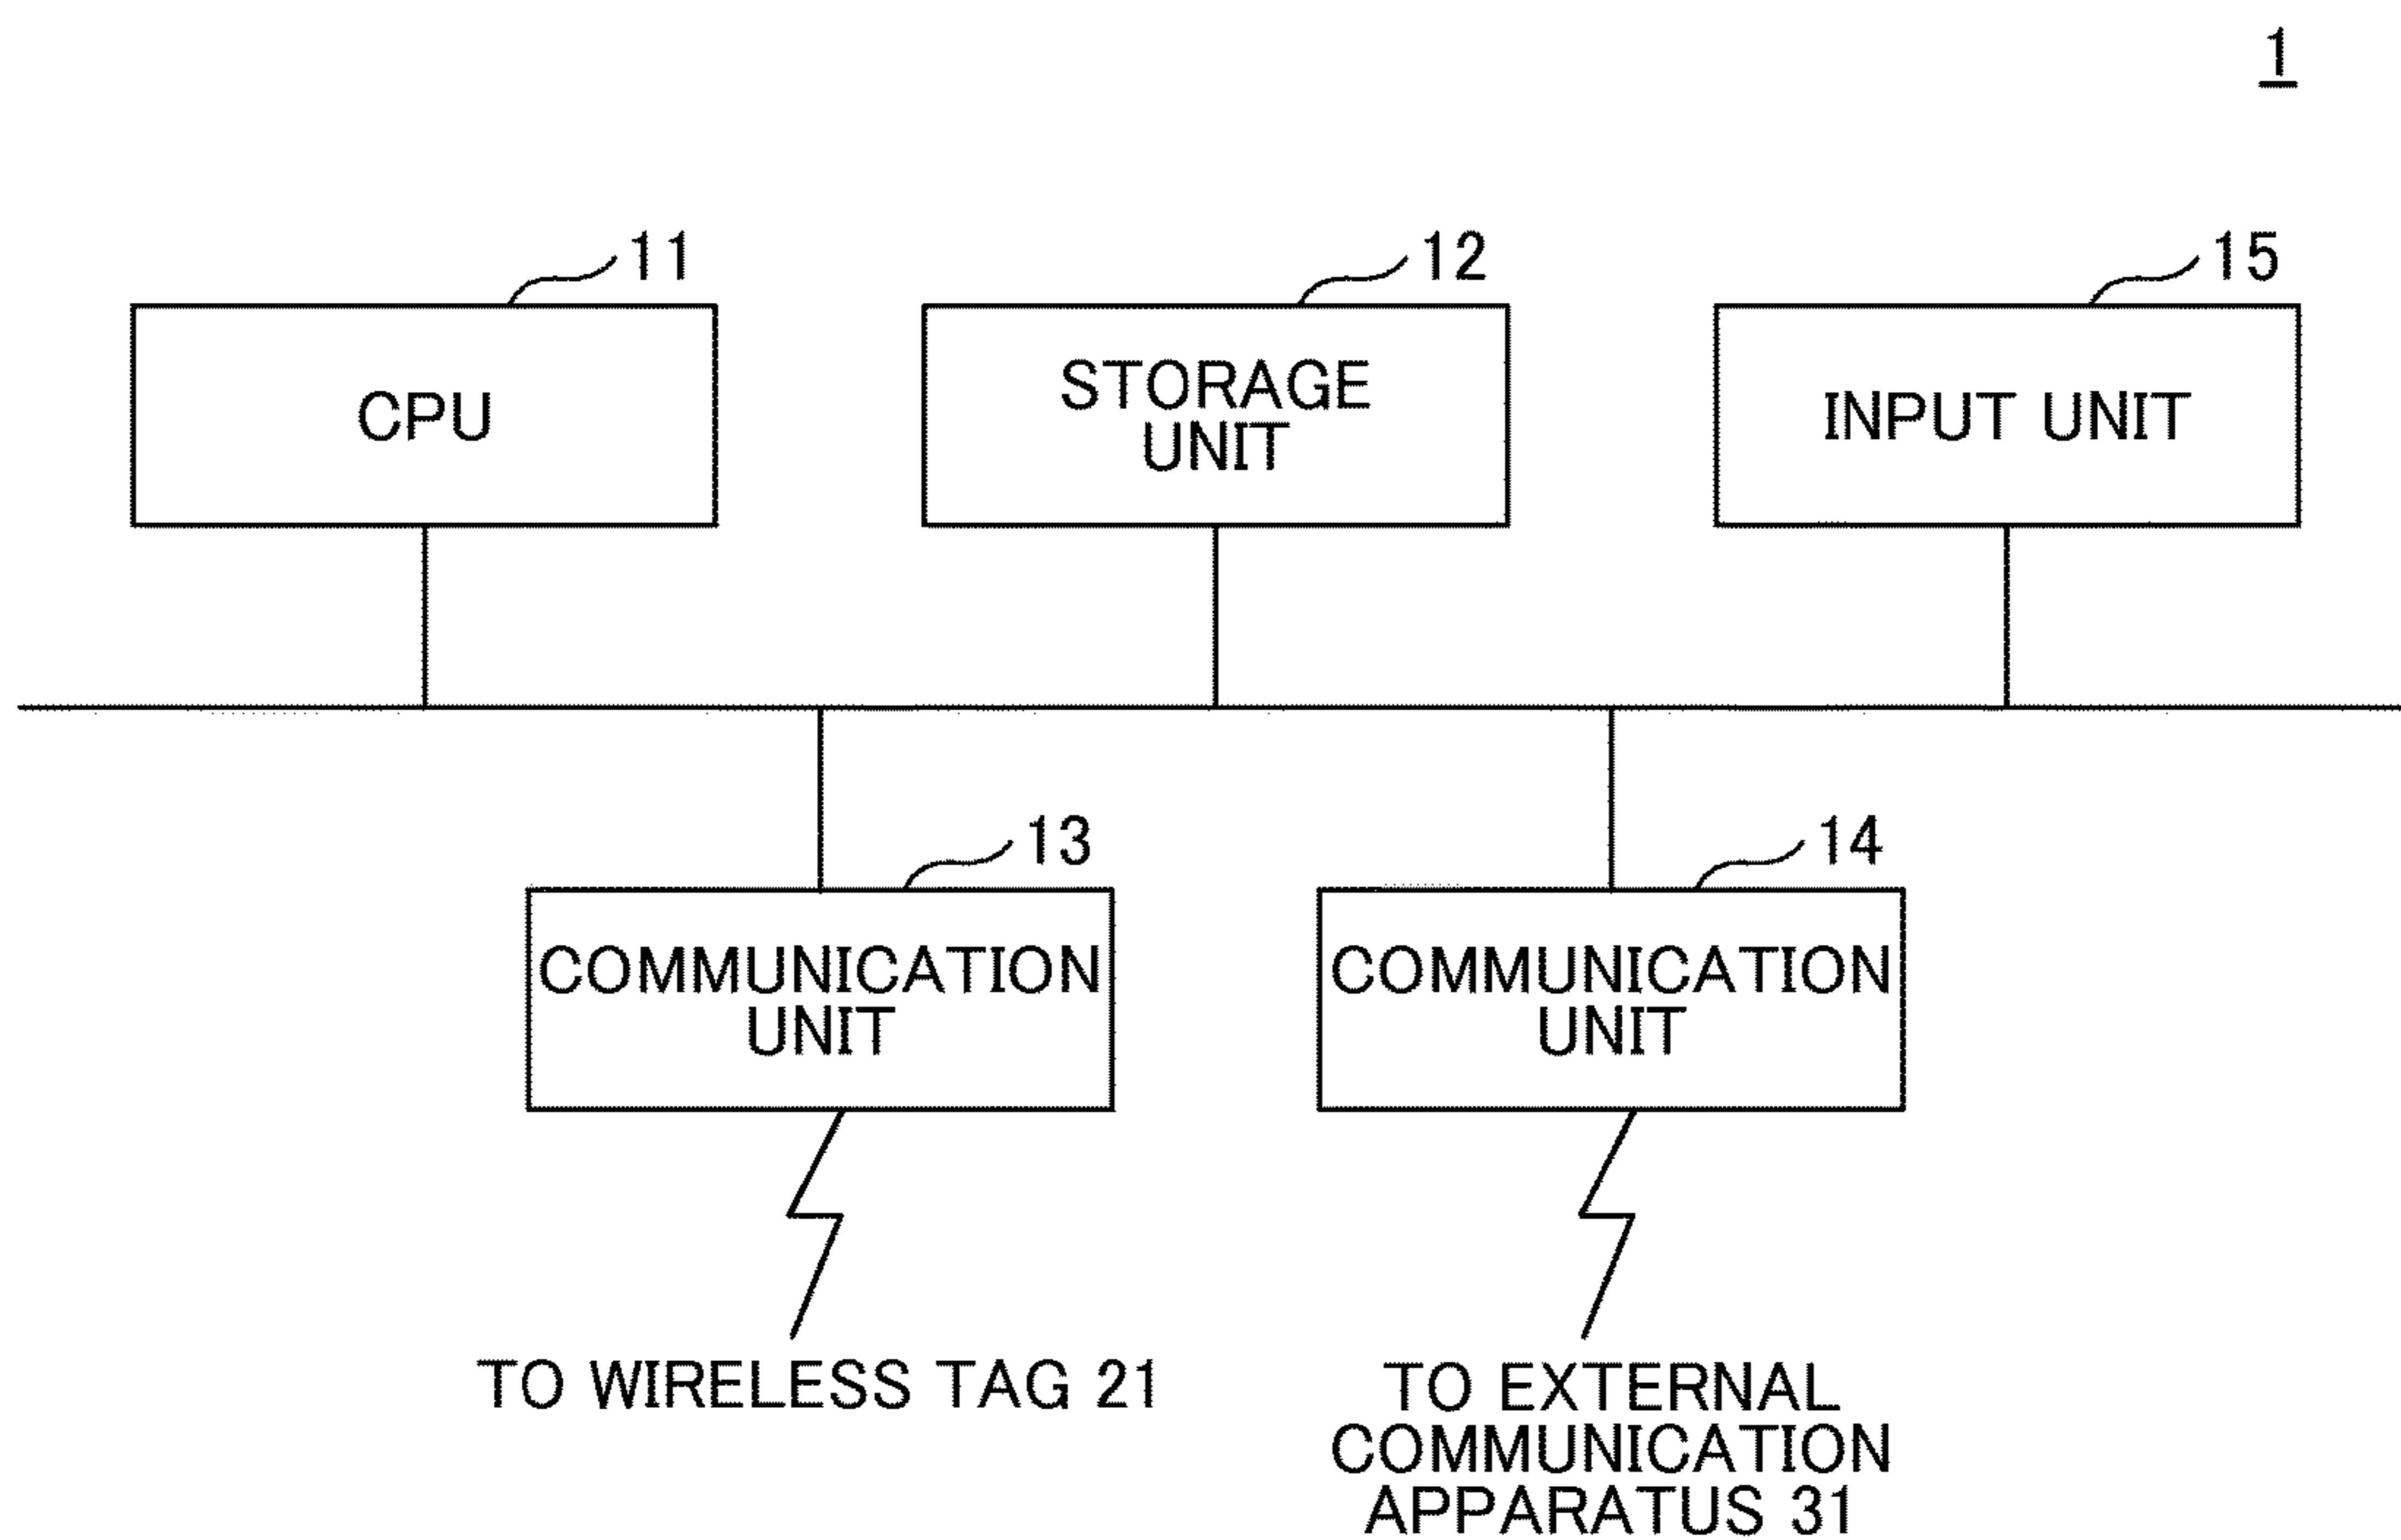 1
11
12
15
CPU
STORAGE
UNIT
INPUT UNIT
13
14
COMMUNICATION
UNIT
COMMUNICATION
UNIT
TO WIRELESS TAG 21
TO EXTERNAL
COMMUNICATION
APPARATUS 31